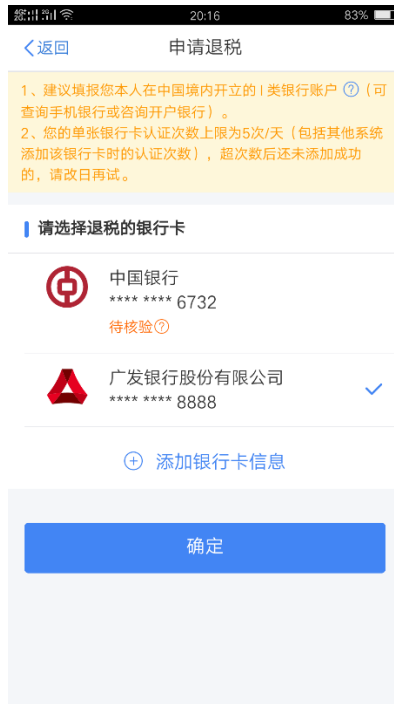 20:16
83%
返回
申请退税
1、建议填报您本人在中国境内开立的Ⅰ类银行账户 ? (可
查询手机银行或咨询开户银行)。
2、您的单张银行卡认证次数上限为5次/天(包括其他系统
添加该银行卡时的认证次数),超次数后还未添加成功
的,请改日再试。
请选择退税的银行卡
中国银行
**** **** 6732
待核验?
广发银行股份有限公司
**** **** 8888
添加银行卡信息
确定